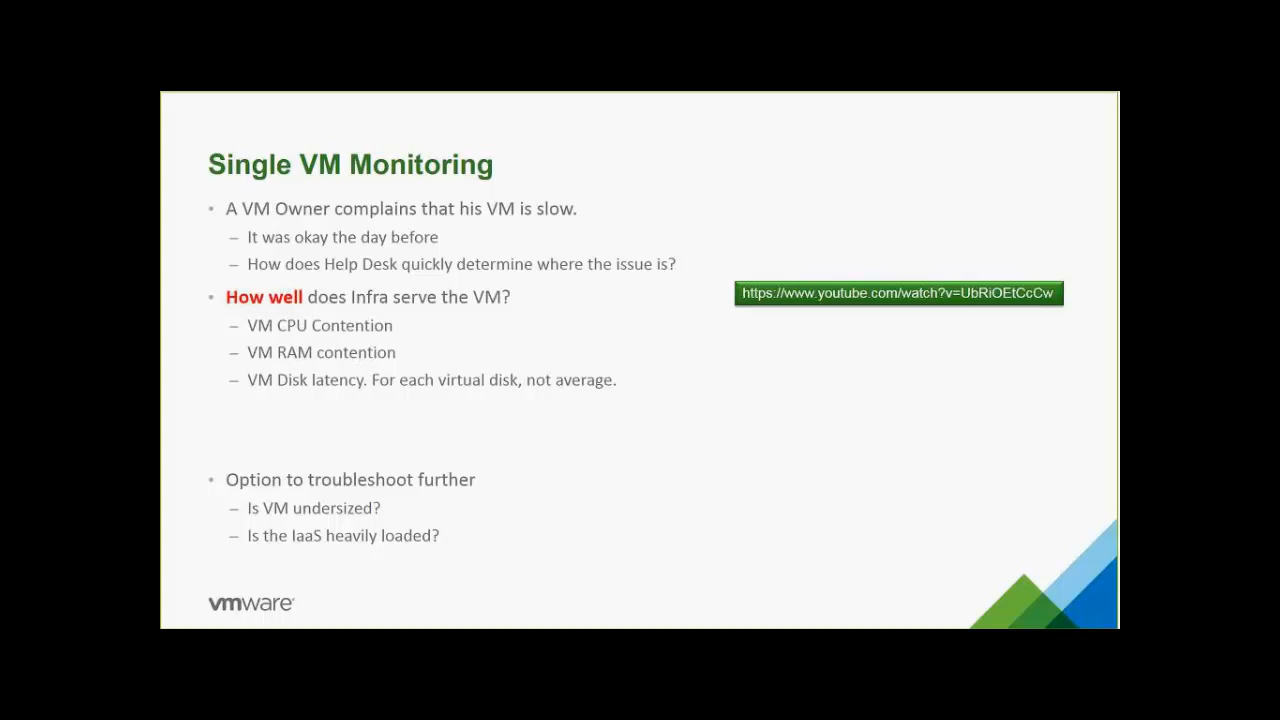 Single VM Monitoring
• A VM Owner complains that his VM is slow.
– It was okay the day before
– How does Help Desk quickly determine where the issue is?
• How well does Infra serve the VM?
https://www.youtube.com/watch?v=UbRiOEtCcCw
– VM CPU Contention
– VM RAM contention
– VM Disk latency. For each virtual disk, not average.
• Option to troubleshoot further
– Is VM undersized?
– Is the IaaS heavily loaded?
vmware